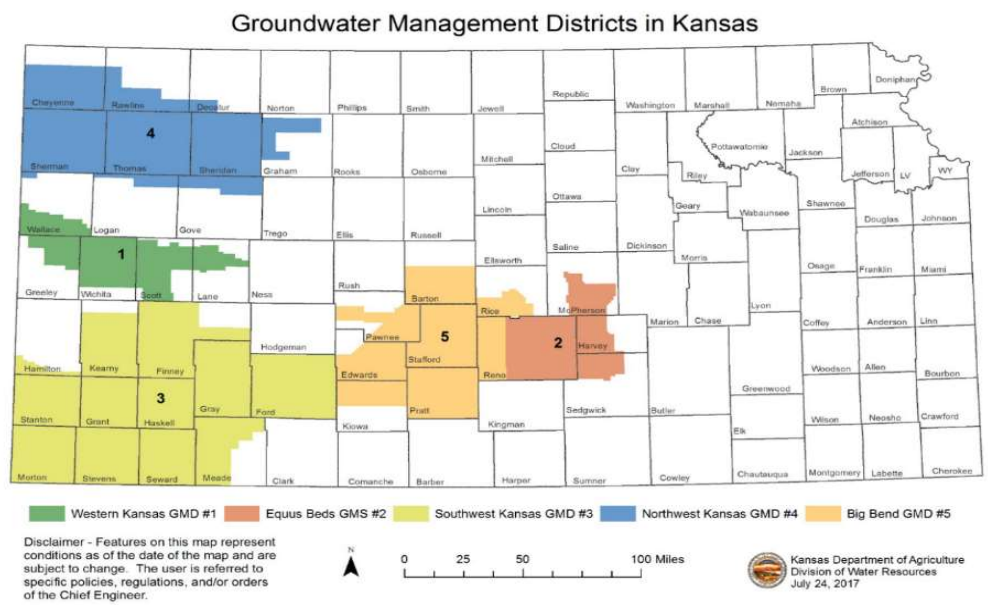 Groundwater Management Districts in Kansas
Cheyenne
Rawlins
Decatur
Norton
Phillips
Smith
Jewell
Republic
Washington
Marshall
Nemaha
Brown
Doniphan
Atchison
4
Sherman
Thomas
Sheridan
Graham
Rooks
Osborne
Mitchell
Cloud
Clay
Riley
Pottawatomie
Jackson
Jefferson
LV
WY
Wallace
Logan
Gove
Trego
Ellis
Russell
Lincoln
Ottawa
Saline
Dickinson
Geary
Wabaunsee
Shawnee
Douglas
Johnson
1
Greeley
Wichita
Scott
Lane
Ness
Rush
Barton
Ellsworth
Rice
McPherson
Marion
Morris
Chase
Lyon
Osage
Franklin
Miami
Coffey
Anderson
Linn
Hamilton
Kearny
Finney
Hodgeman
Pawnee
5
Stafford
Edwards
Reno
2
Harvey
Greenwood
Woodson
Allen
Bourbon
3
Stanton
Grant
Haskell
Gray
Ford
Kiowa
Pratt
Kingman
Sedgwick
Butler
Elk
Wilson
Neosho
Crawford
Morton
Stevens
Seward
Meade
Clark
Comanche
Barber
Harper
Sumner
Cowley
Chautauqua
Montgomery
Labette
Cherokee
Western Kansas GMD #1
Equus Beds GMS #2
Southwest Kansas GMD #3
Northwest Kansas GMD #4
Big Bend GMD #5
Disclaimer - Features on this map represent
conditions as of the date of the map and are
subject to change. The user is referred to
specific policies, regulations, and/or orders
of the Chief Engineer.
N
0 25 50 100 Miles
Kansas Department of Agriculture
Division of Water Resources
July 24, 2017